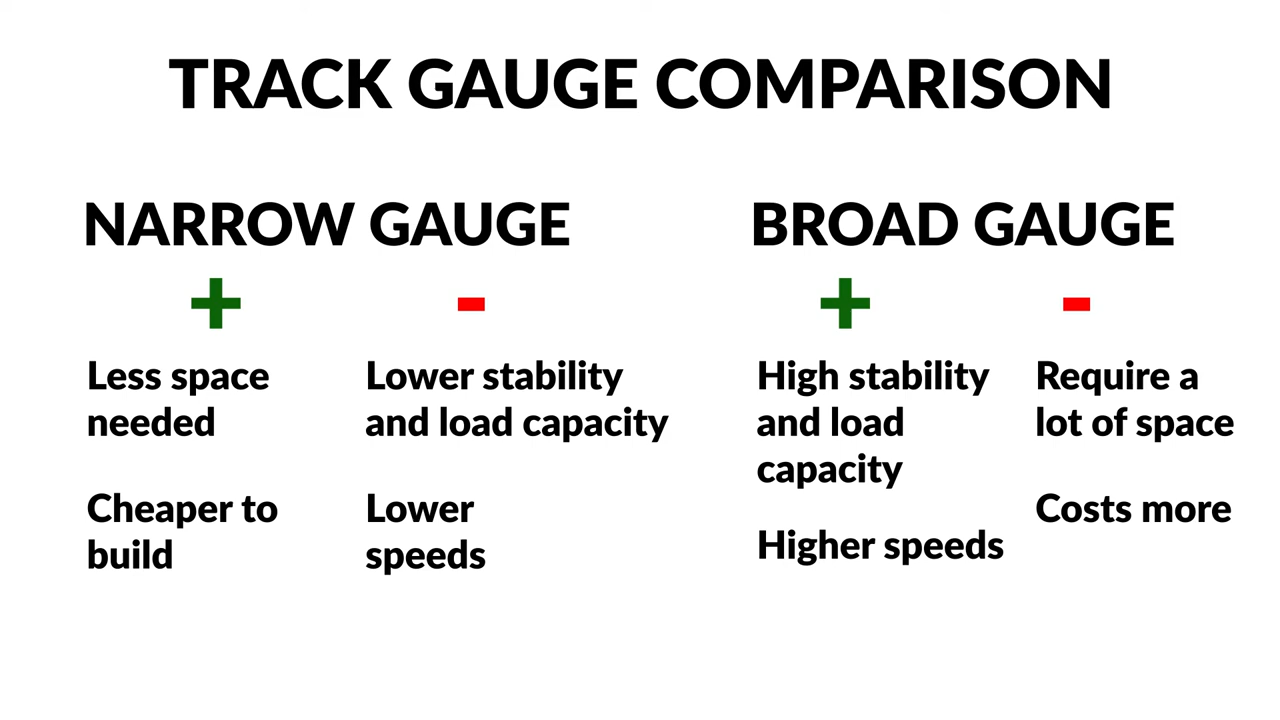 TRACK GAUGE COMPARISON
NARROW GAUGE
+
-
Less space
needed
Cheaper to
build
Lower stability
and load capacity
Lower
speeds
BROAD GAUGE
+
-
High stability
and load
capacity
Higher speeds
Require a
lot of space
Costs more